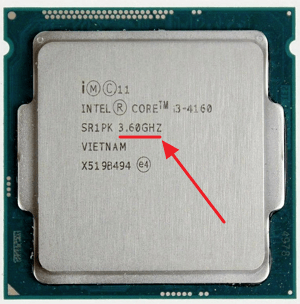 i Ⓜ Ⓒ 11
INTEL® CORE™ i3-4160
SR1PK 3.60GHZ
VIETNAM
X519B494 e4